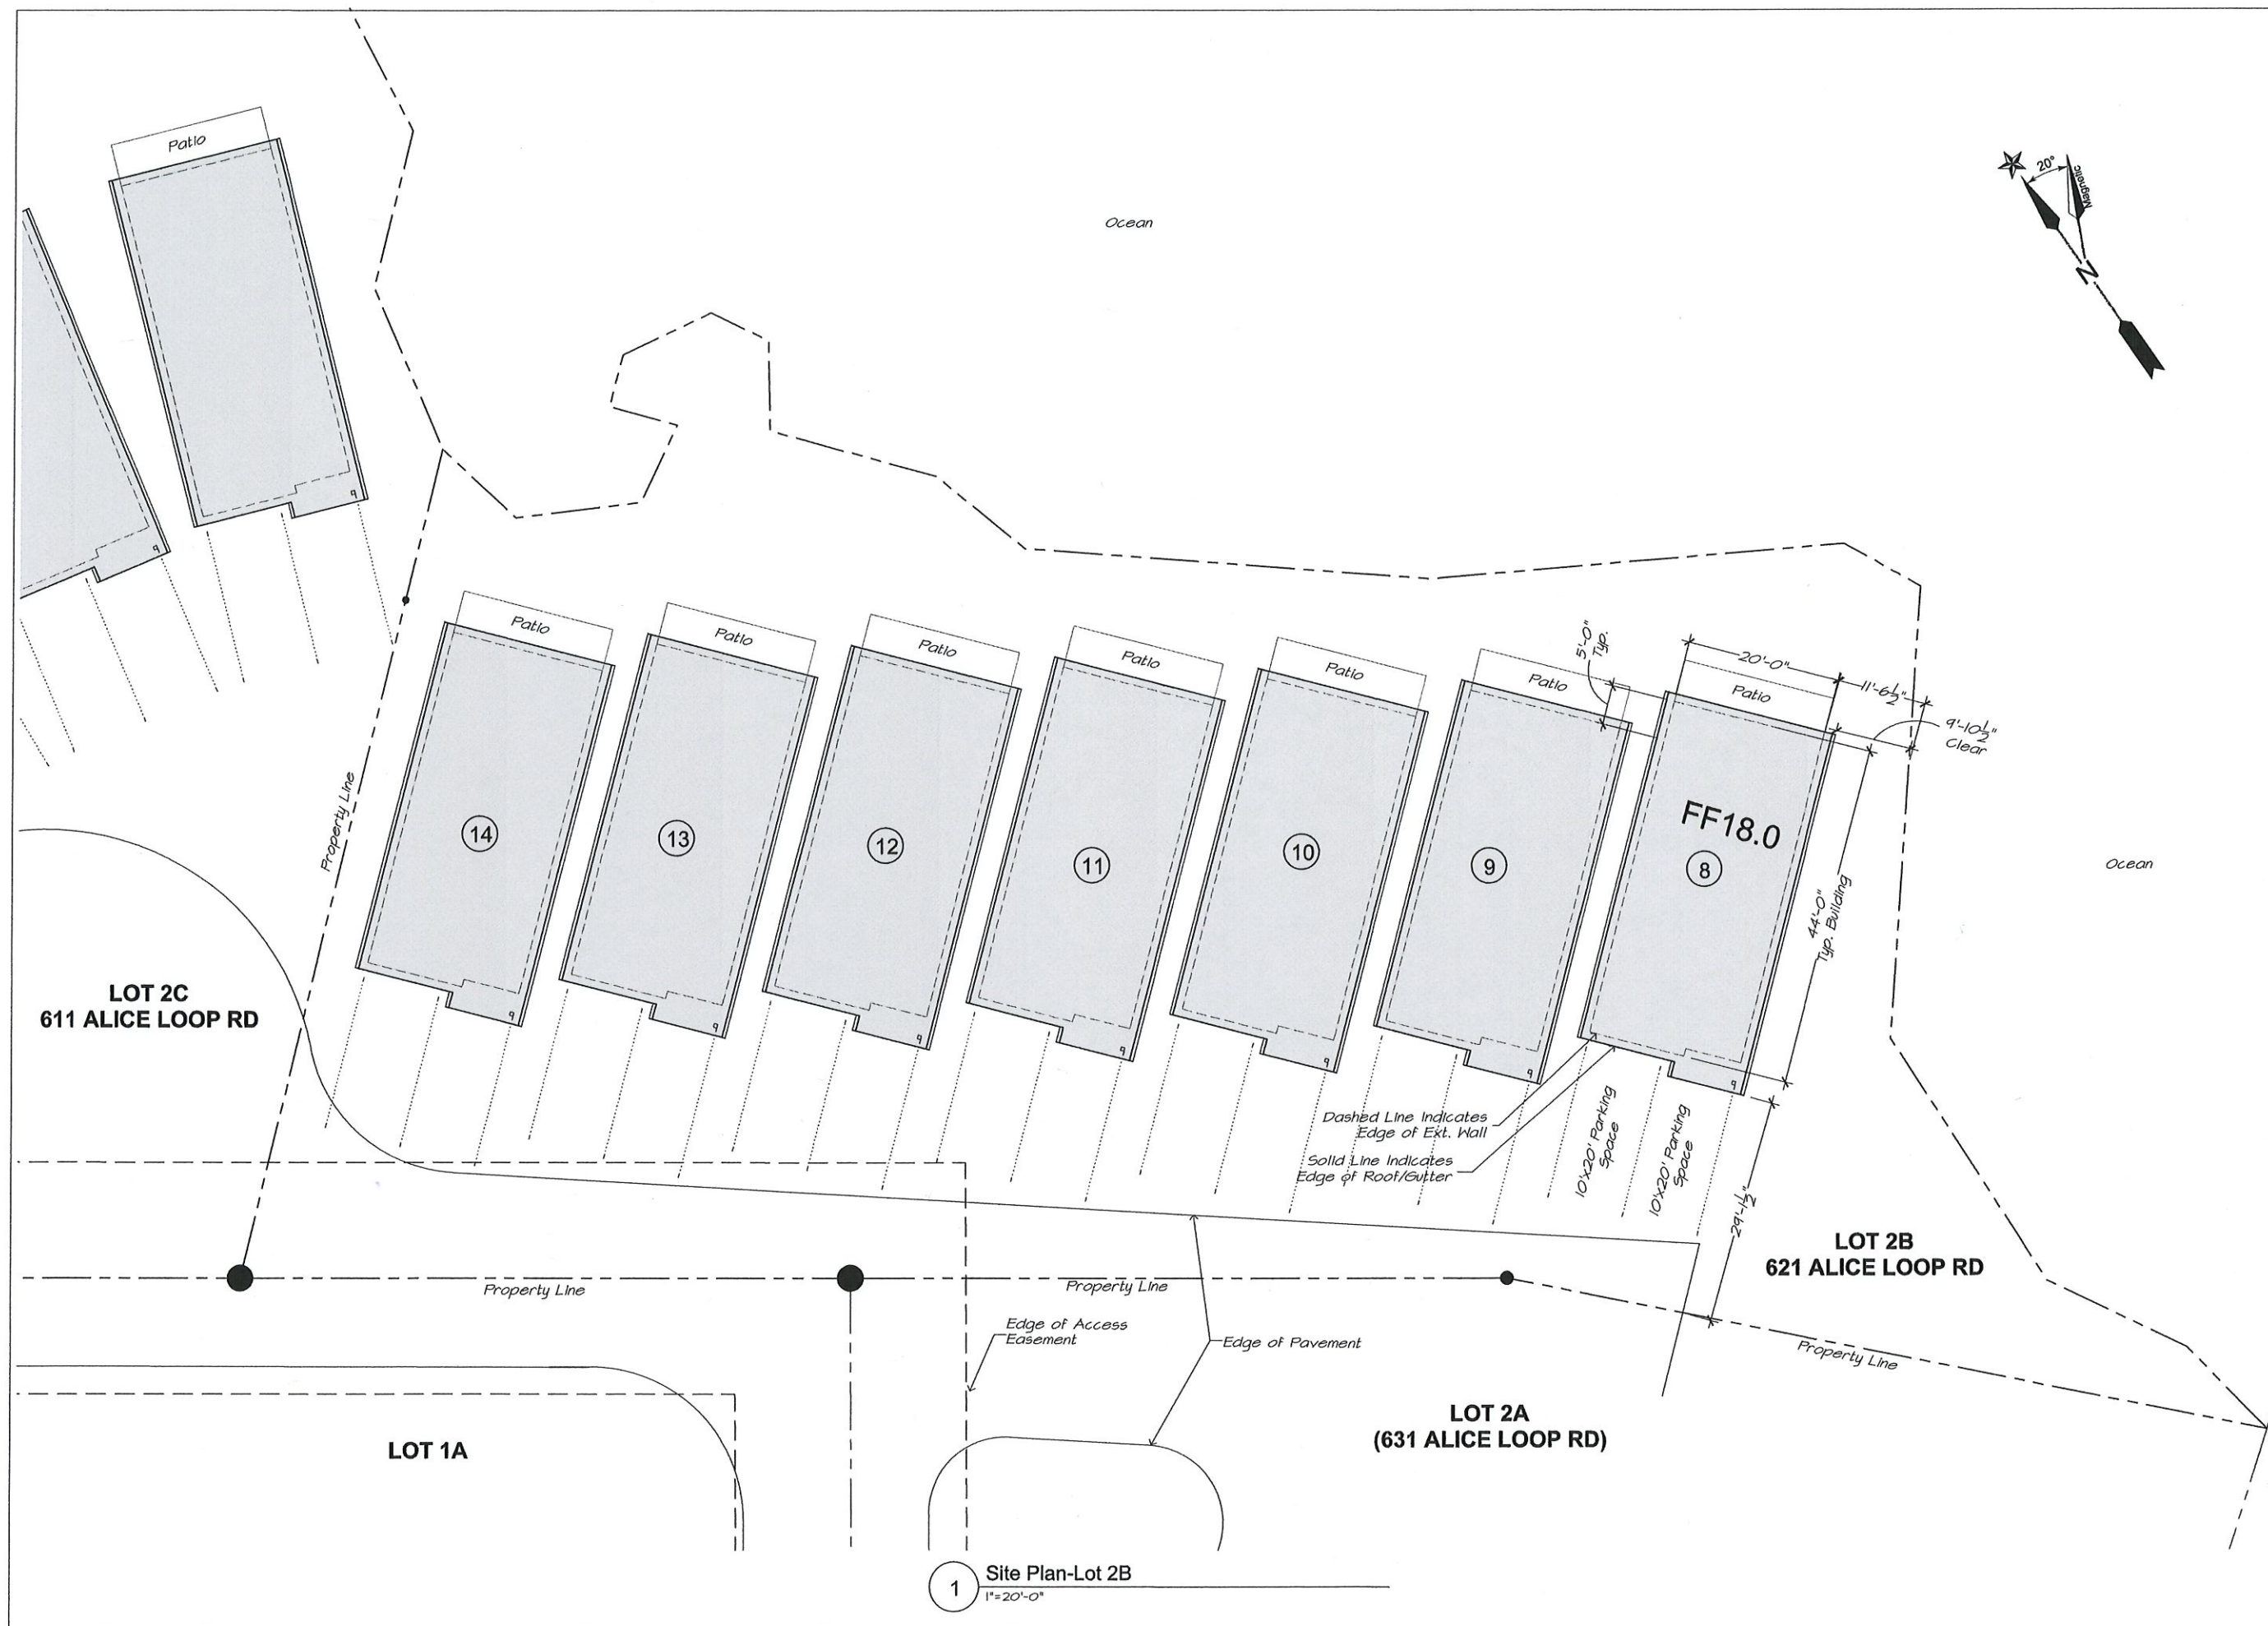 Patio
Ocean
20°
Magnetic
N
Patio
Patio
Patio
Patio
Patio
Patio
Patio
5'-0"
Typ.
20'-0"
11'-6½"
9'-10½"
Clear
Property Line
14
13
12
11
10
9
FF18.0
8
44'-0"
Typ. Building
Ocean
LOT 2C
611 ALICE LOOP RD
Dashed Line Indicates
Edge of Ext. Wall
Solid Line Indicates
Edge of Roof/Gutter
10'x20' Parking
Space
10'x20' Parking
Space
29'-1½"
LOT 2B
621 ALICE LOOP RD
Property Line
Property Line
Edge of Access
Easement
Edge of Pavement
Property Line
LOT 1A
LOT 2A
(631 ALICE LOOP RD)
1
Site Plan-Lot 2B
1"=20'-0"